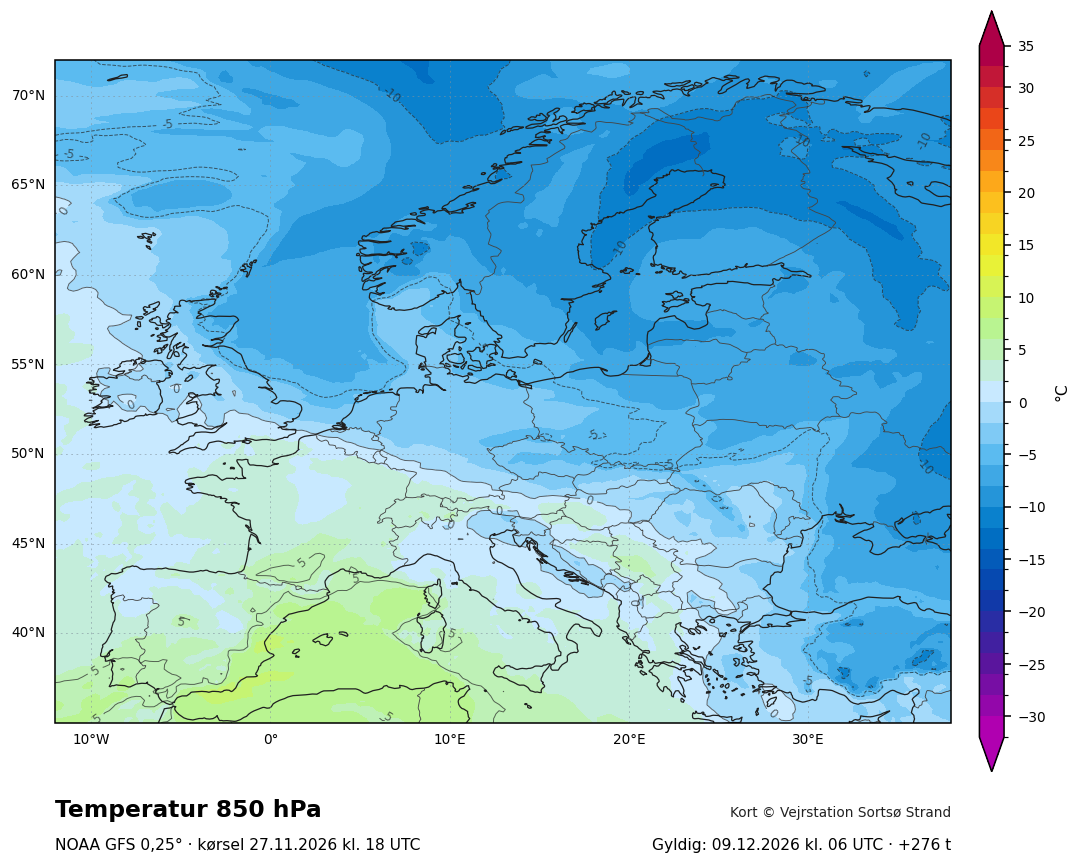 35
30
25
20
15
10
5
0
−5
−10
−15
−20
−25
−30
°C
70°N
65°N
60°N
55°N
50°N
45°N
40°N
10°W
0°
10°E
20°E
30°E
Temperatur 850 hPa
Kort © Vejrstation Sortsø Strand
NOAA GFS 0,25° · kørsel 27.11.2026 kl. 18 UTC
Gyldig: 09.12.2026 kl. 06 UTC · +276 t